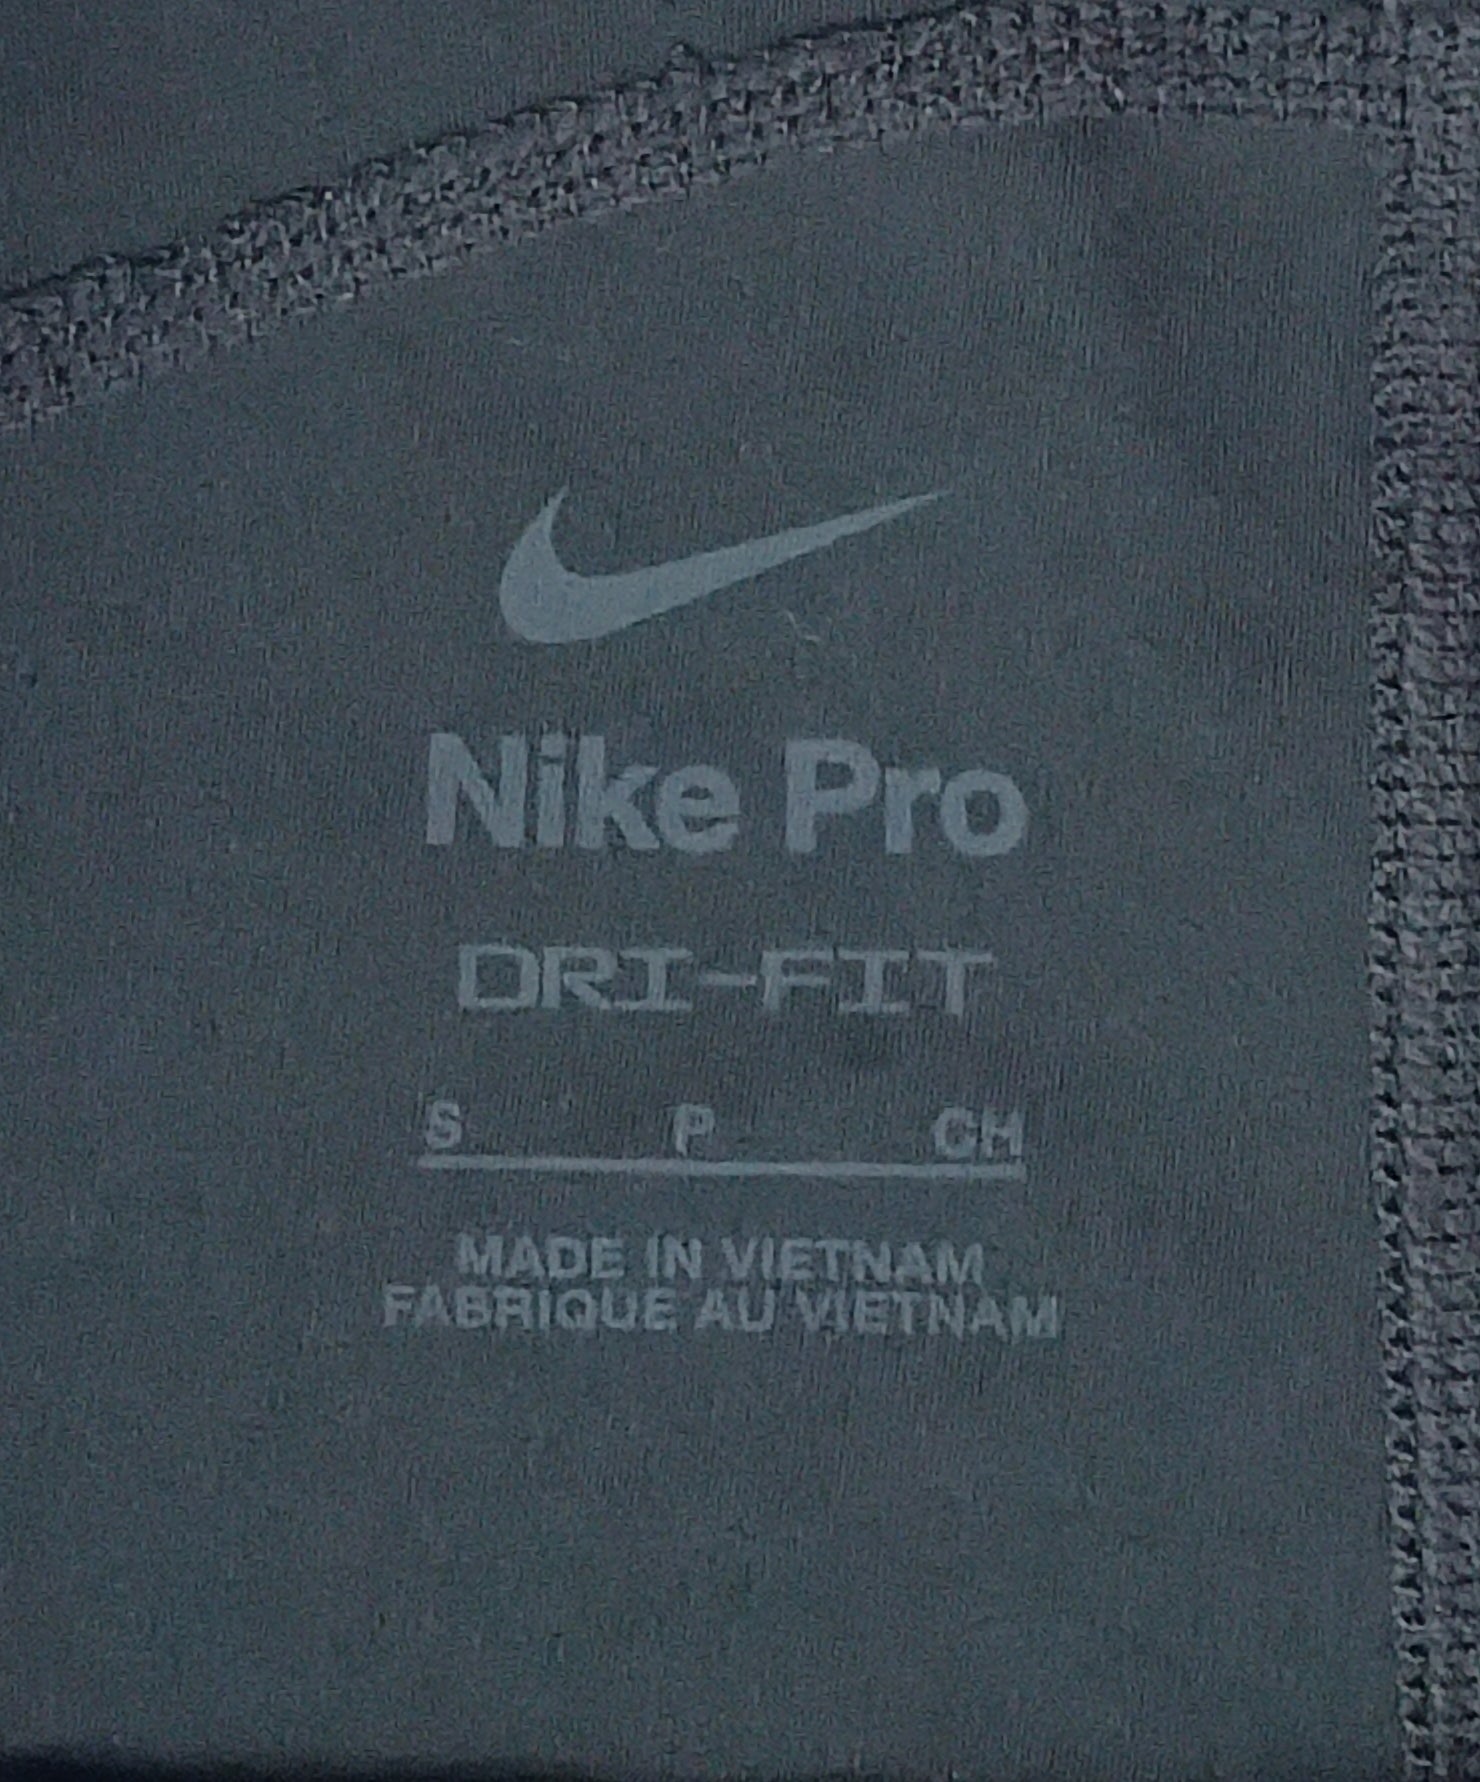 Nike Pro
DRI-FIT
S P CH
MADE IN VIETNAM
FABRIQUE AU VIETNAM